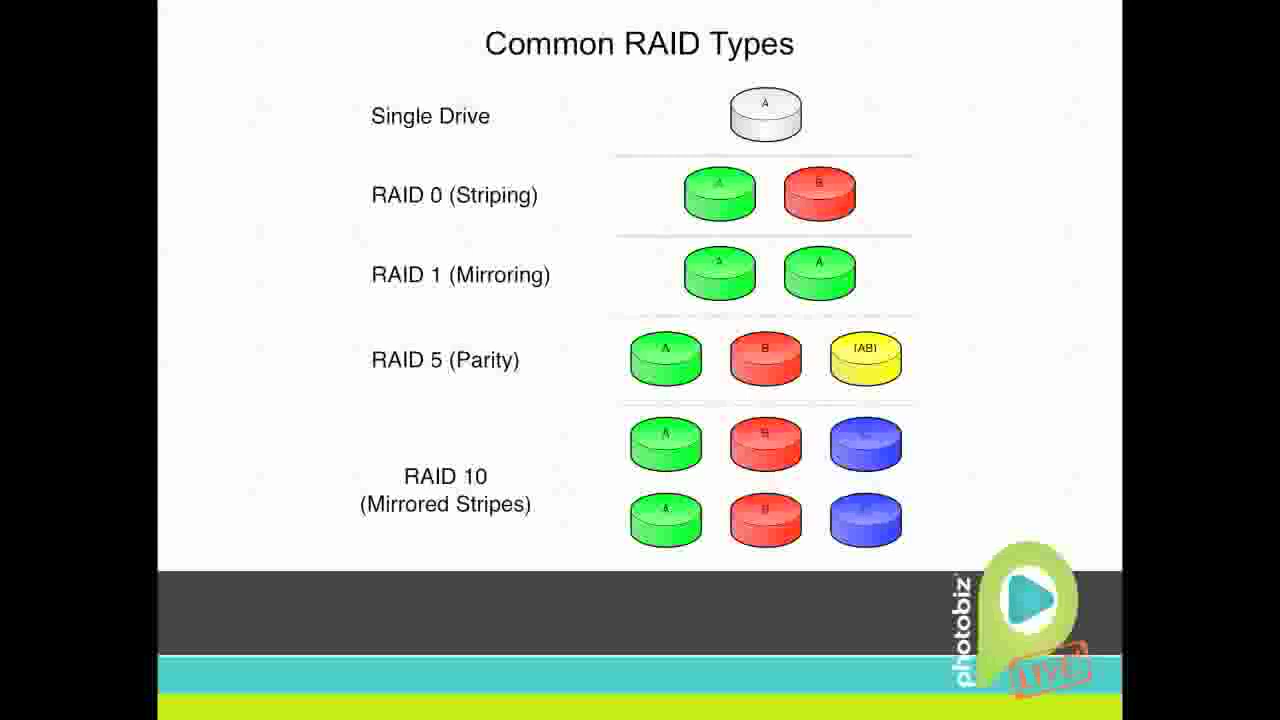 Common RAID Types
Single Drive
A
RAID 0 (Striping)
A B
RAID 1 (Mirroring)
A A
RAID 5 (Parity)
A B [AB]
RAID 10
(Mirrored Stripes)
A B
A B
photobiz
LIVE